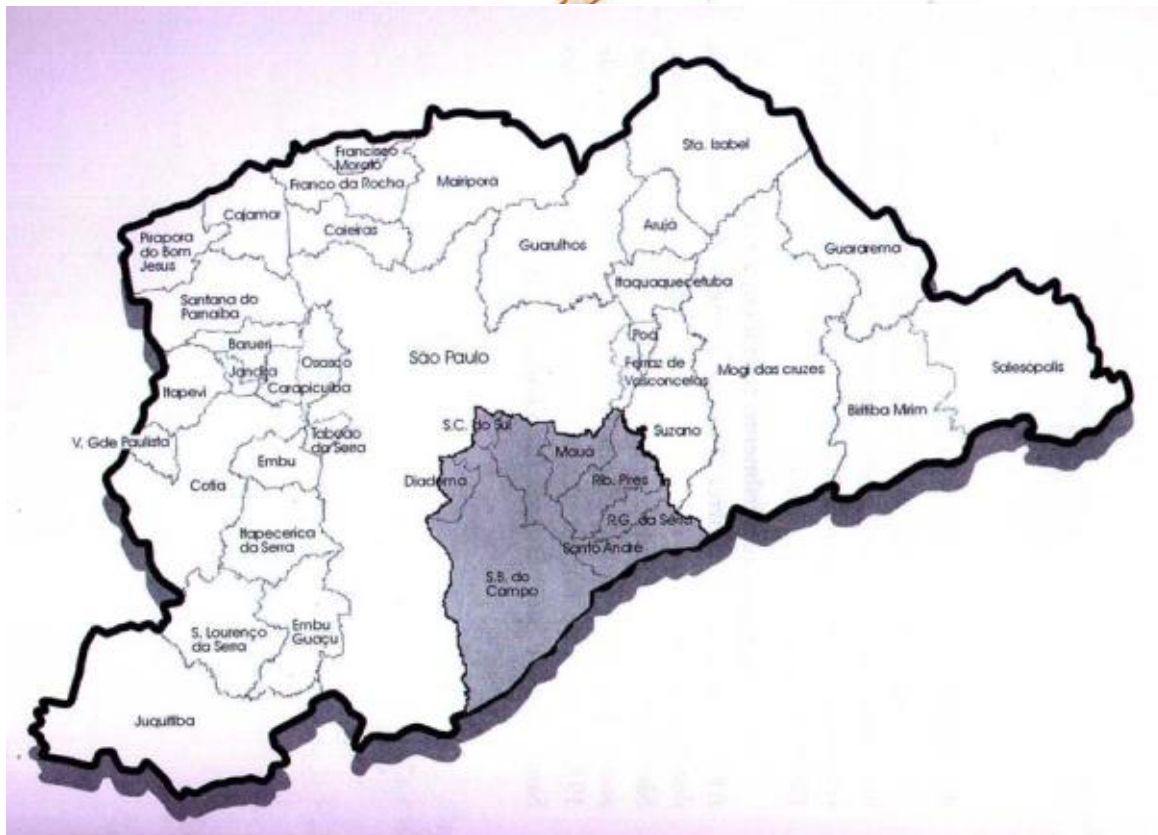 Sta. Isabel
Francisco
Morato
Franco da Rocha
Mairiporã
Cajamar
Caieiras
Arujá
Guarulhos
Pirapora
do Bom
Jesus
Guararema
Itaquaquecetuba
Santana do
Parnaíba
Poá
Barueri
São Paulo
Osasco
Ferraz de
Vasconcelos
Mogi das cruzes
Salesópolis
Jandira
Itapevi
Carapicuíba
Biritiba Mirim
S.C. do Sul
Suzano
V. Gde Paulista
Taboão
da Serra
Mauá
Embu
Cotia
Diadema
Rib. Pires
R.G. da Serra
Itapecerica
da Serra
Santo André
S.B. do
Campo
S. Lourenço
da Serra
Embu
Guaçu
Juquitiba